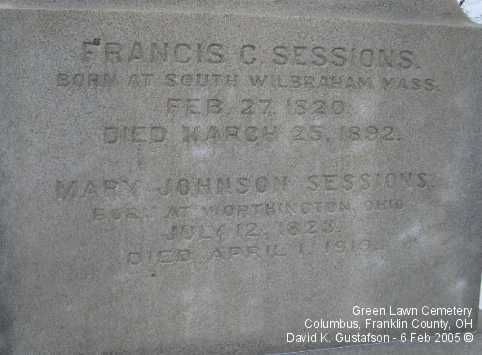 FRANCIS C. SESSIONS.
BORN AT SOUTH WILBRAHAM MASS.
FEB. 27. 1820
DIED MARCH 25. 1892.
MARY JOHNSON SESSIONS.
BORN AT WORTHINGTON, OHIO
JULY 12. 1823.
DIED APRIL 1. 1919.
Green Lawn Cemetery
Columbus, Franklin County, OH
David K. Gustafson - 6 Feb 2005 ©